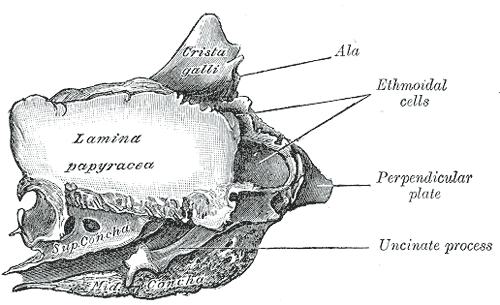 Crista
galli
Ala
Ethmoidal
cells
Lamina
papyracea
Perpendicular
plate
Sup. Concha
Uncinate process
Mid. Concha